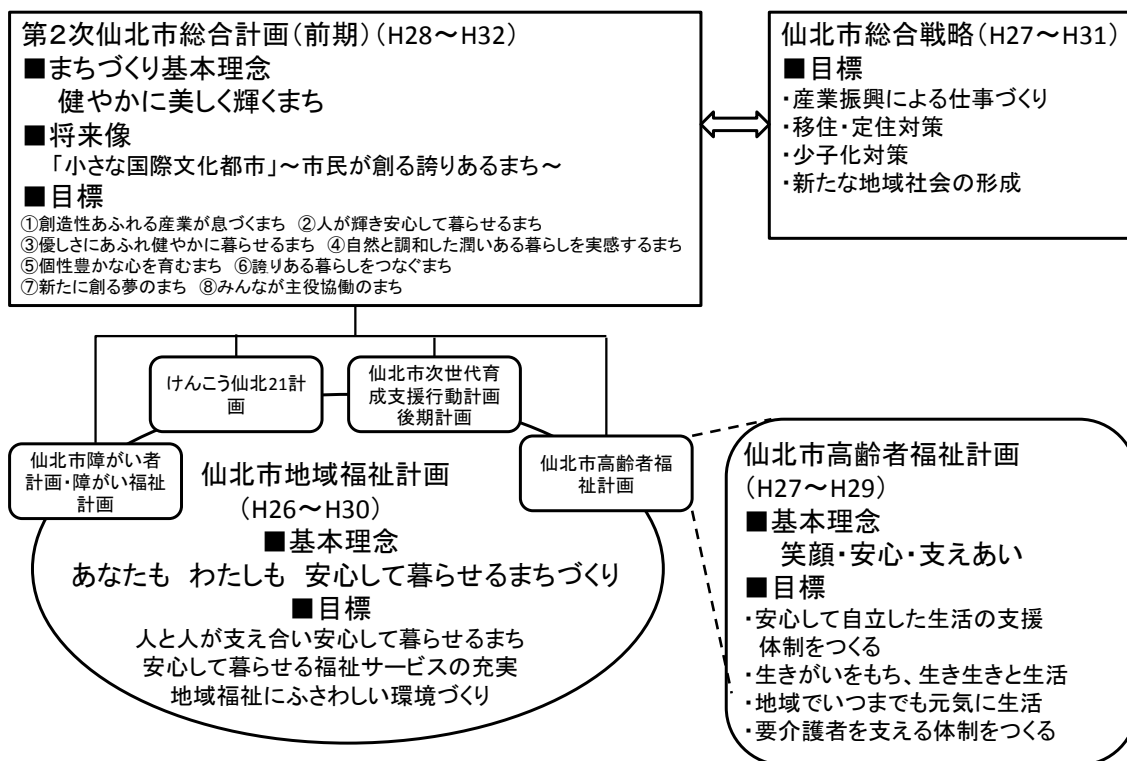 第2次仙北市総合計画(前期)(H28～H32)
■まちづくり基本理念
健やかに美しく輝くまち
■将来像
「小さな国際文化都市」～市民が創る誇りあるまち～
■目標
①創造性あふれる産業が息づくまち ②人が輝き安心して暮らせるまち
③優しさにあふれ健やかに暮らせるまち ④自然と調和した潤いある暮らしを実感するまち
⑤個性豊かな心を育むまち ⑥誇りある暮らしをつなぐまち
⑦新たに創る夢のまち ⑧みんなが主役協働のまち
仙北市総合戦略(H27～H31)
■目標
・産業振興による仕事づくり
・移住・定住対策
・少子化対策
・新たな地域社会の形成
けんこう仙北21計
画
仙北市次世代育
成支援行動計画
後期計画
仙北市障がい者
計画・障がい福祉
計画
仙北市高齢者福
祉計画
仙北市地域福祉計画
(H26～H30)
■基本理念
あなたも わたしも 安心して暮らせるまちづくり
■目標
人と人が支え合い安心して暮らせるまち
安心して暮らせる福祉サービスの充実
地域福祉にふさわしい環境づくり
仙北市高齢者福祉計画
(H27～H29)
■基本理念
笑顔・安心・支えあい
■目標
・安心して自立した生活の支援
体制をつくる
・生きがいをもち、生き生きと生活
・地域でいつまでも元気に生活
・要介護者を支える体制をつくる